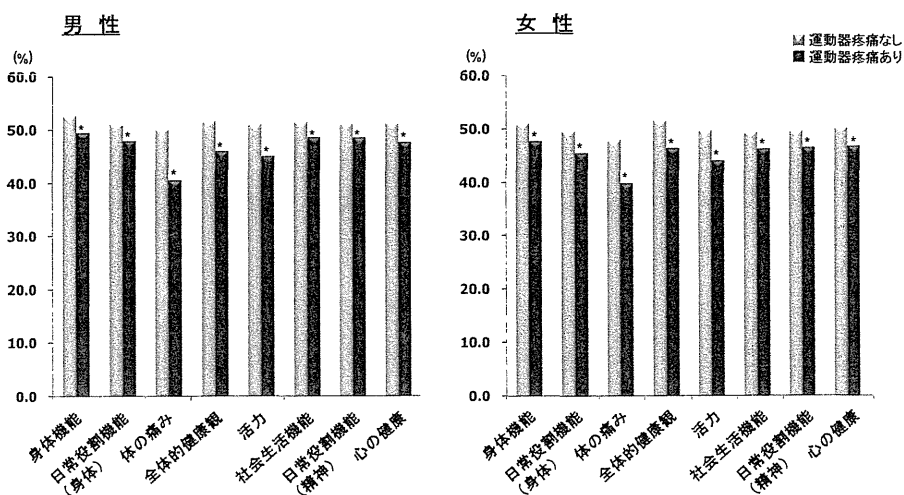 男 性
(%)
60.0
50.0
40.0
30.0
20.0
10.0
0.0
* * * * * * * *
身体機能
日常役割機能
(身体)
体の痛み
全体的健康観
活力
社会生活機能
日常役割機能
(精神)
心の健康
女 性
運動器疼痛なし
運動器疼痛あり
(%)
60.0
50.0
40.0
30.0
20.0
10.0
0.0
* * * * * * * *
身体機能
日常役割機能
(身体)
体の痛み
全体的健康観
活力
社会生活機能
日常役割機能
(精神)
心の健康